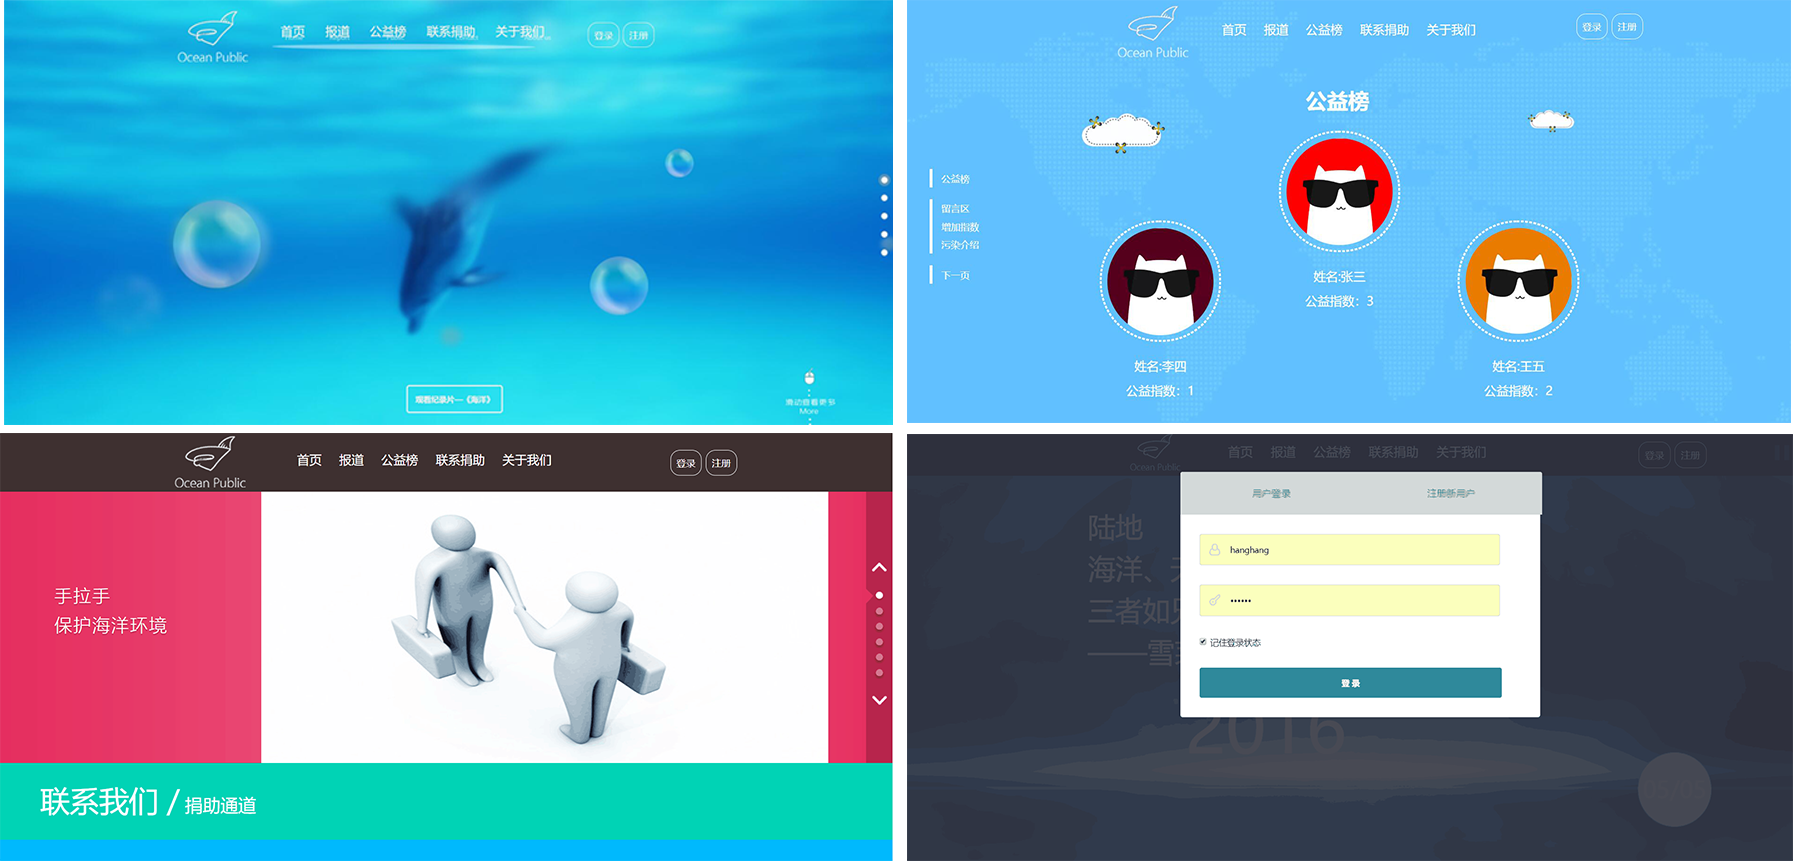 Ocean Public
首页 报道 公益榜 联系捐助 关于我们
登录 注册
观看纪录片—《海洋》
滑动查看更多
More
Ocean Public
首页 报道 公益榜 联系捐助 关于我们
登录 注册
公益榜
公益榜
留言区
增加指数
污染介绍
下一页
姓名:张三
公益指数：3
姓名:李四
公益指数：1
姓名:王五
公益指数：2
Ocean Public
首页 报道 公益榜 联系捐助 关于我们
登录 注册
手拉手
保护海洋环境
联系我们 / 捐助通道
Ocean Public
首页 报道 公益榜 联系捐助 关于我们
登录 注册
用户登录 注册新用户
hanghang
••••••
记住登录状态
登录
陆地
海洋、
三者如
——雪
2016